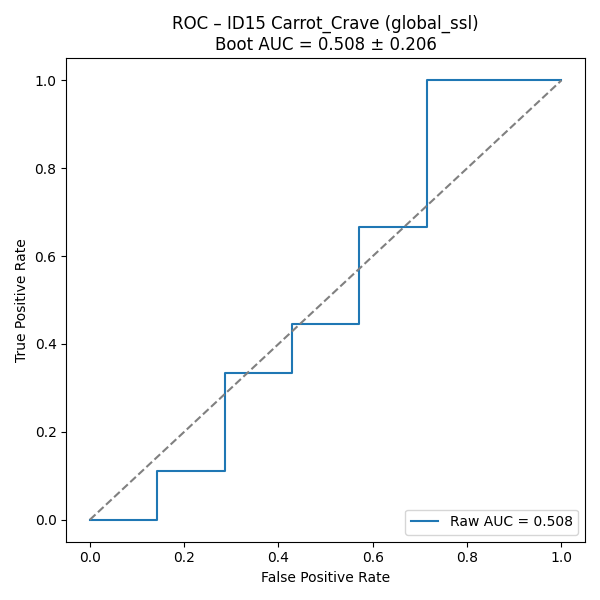 ROC – ID15 Carrot_Crave (global_ssl)
Boot AUC = 0.508 ± 0.206
True Positive Rate
1.0
0.8
0.6
0.4
0.2
0.0
Raw AUC = 0.508
0.0 0.2 0.4 0.6 0.8 1.0
False Positive Rate